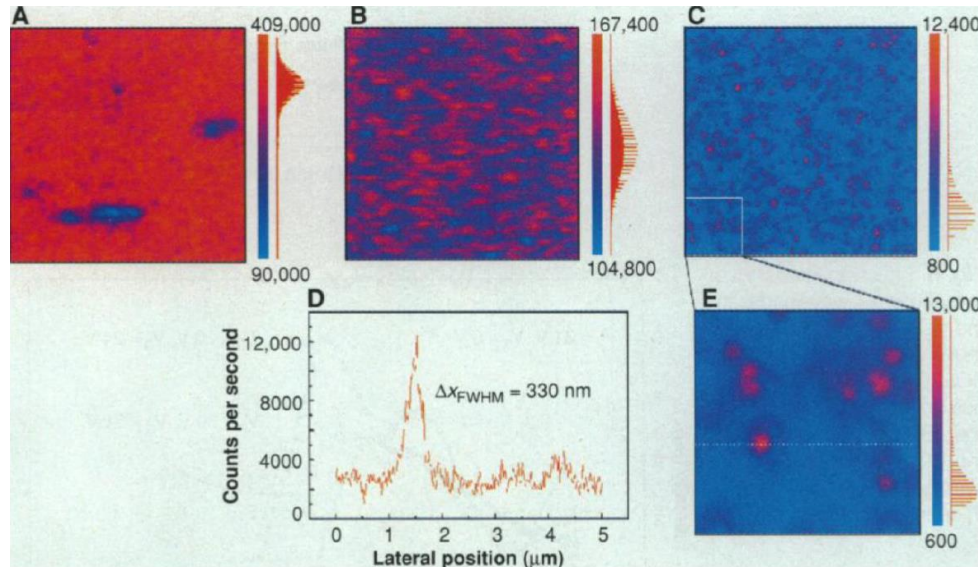 A
409,000
90,000
B
167,400
104,800
C
12,400
800
D
Counts per second
12,000
8000
4000
0
ΔxFWHM = 330 nm
0 1 2 3 4 5
Lateral position (μm)
E
13,000
600